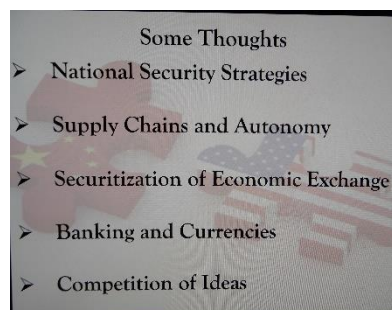 Some Thoughts
➢ National Security Strategies
➢ Supply Chains and Autonomy
➢ Securitization of Economic Exchange
➢ Banking and Currencies
➢ Competition of Ideas